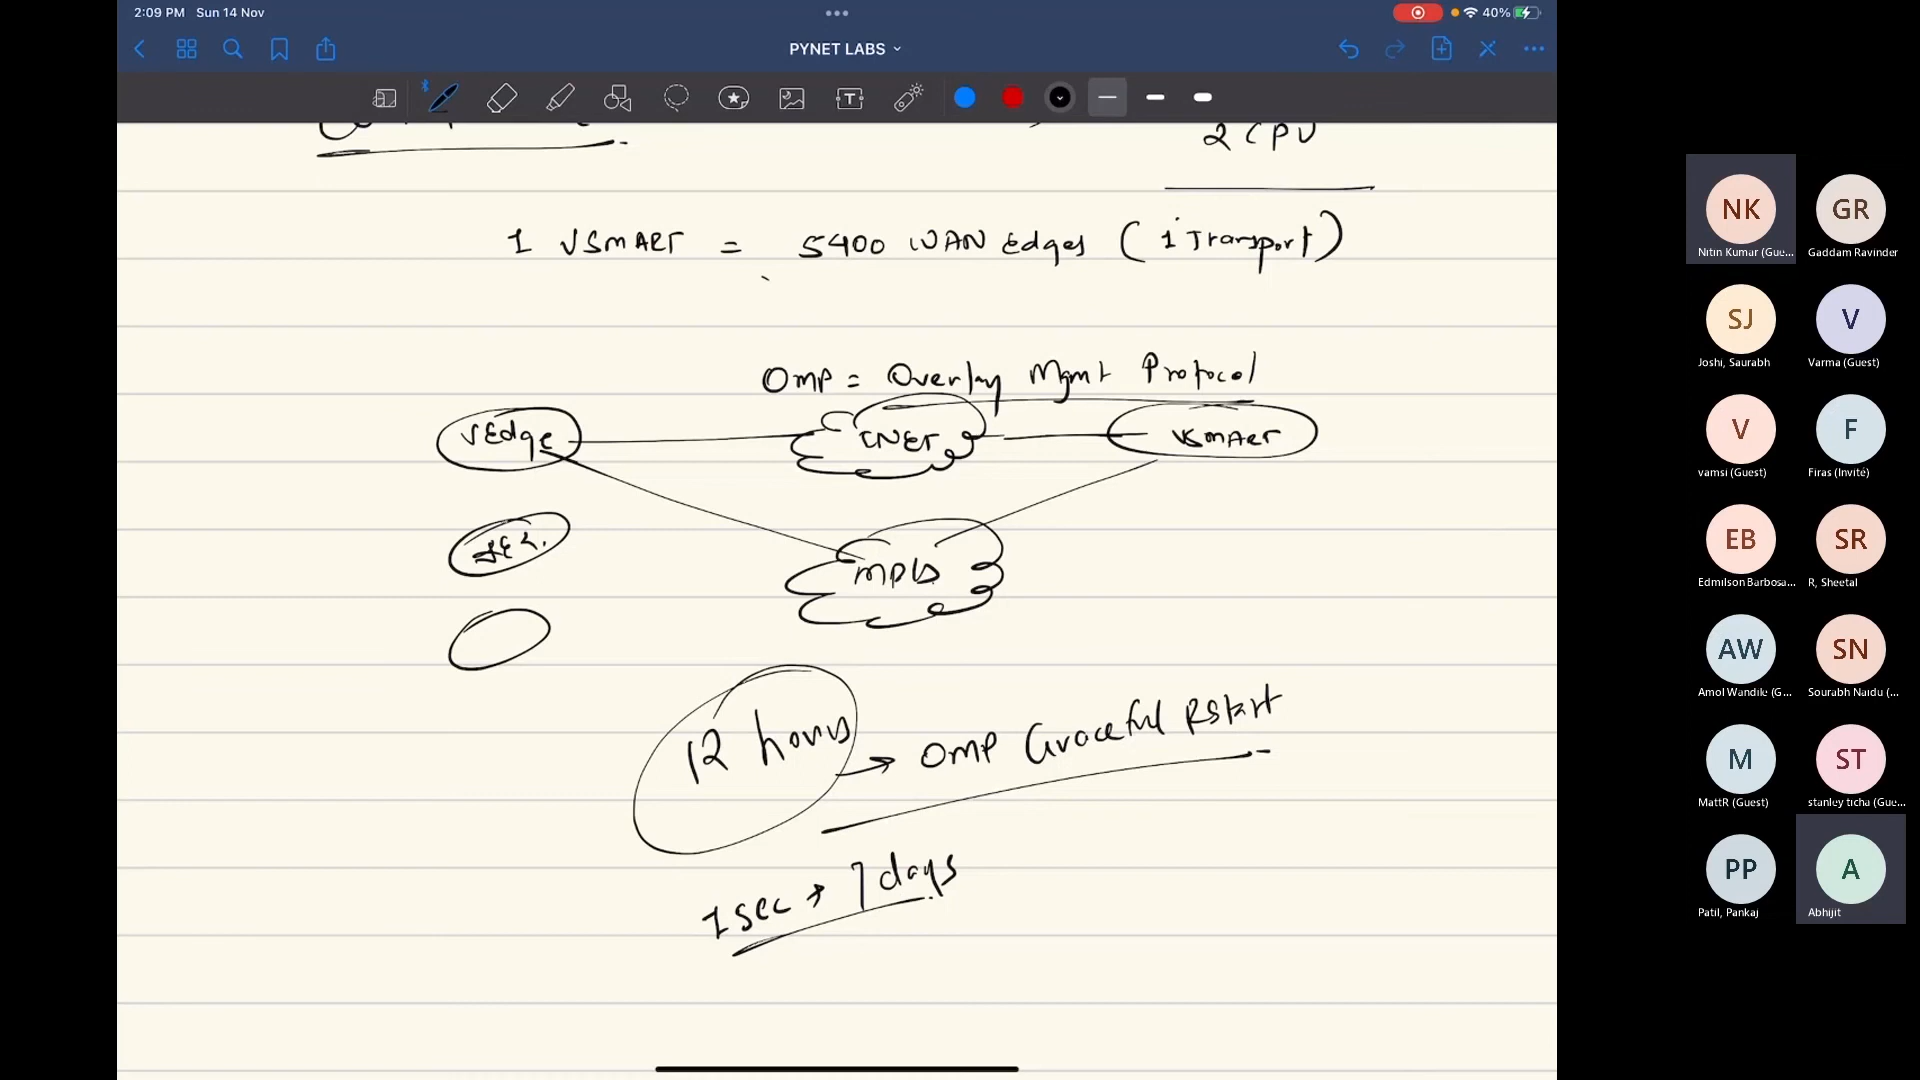 2:09 PM Sun 14 Nov
40%
PYNET LABS
2 CPU
1 VSMART = 5400 WAN Edges (1 Transport)
OMP = Overlay Mgmt Protocol
VEdge
INET
VSMART
MPLS
12 hours → OMP Graceful Rstart
1 sec → 7 days
NK
Nitin Kumar (Gue...
GR
Gaddam Ravinder
SJ
Joshi, Saurabh
V
Varma (Guest)
V
vamsi (Guest)
F
Firas (Invité)
EB
Edmilson Barbosa...
SR
R, Sheetal
AW
Amol Wandile (G...
SN
Sourabh Naidu (...
M
MattR (Guest)
ST
stanley ticha (Gue...
PP
Patil, Pankaj
A
Abhijit